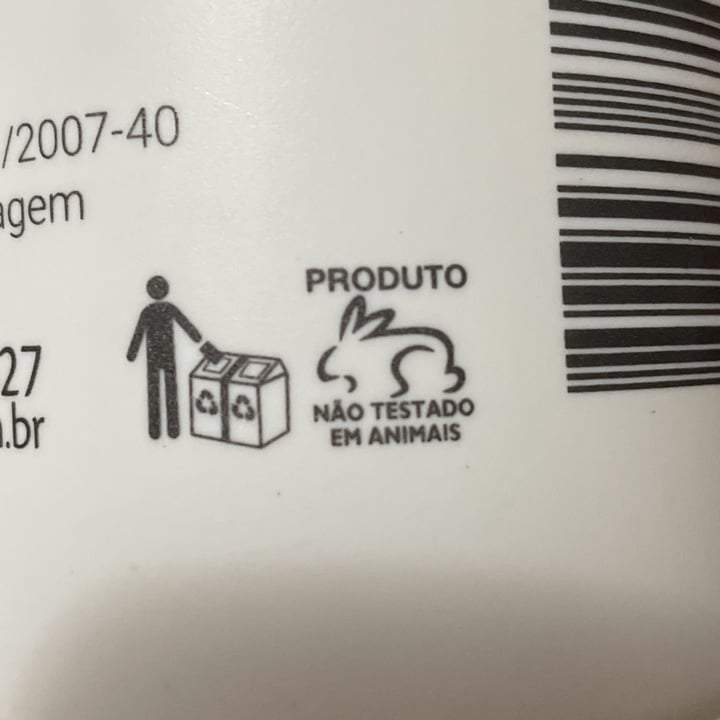 /2007-40
agem
PRODUTO
NÃO TESTADO
EM ANIMAIS
27
.br